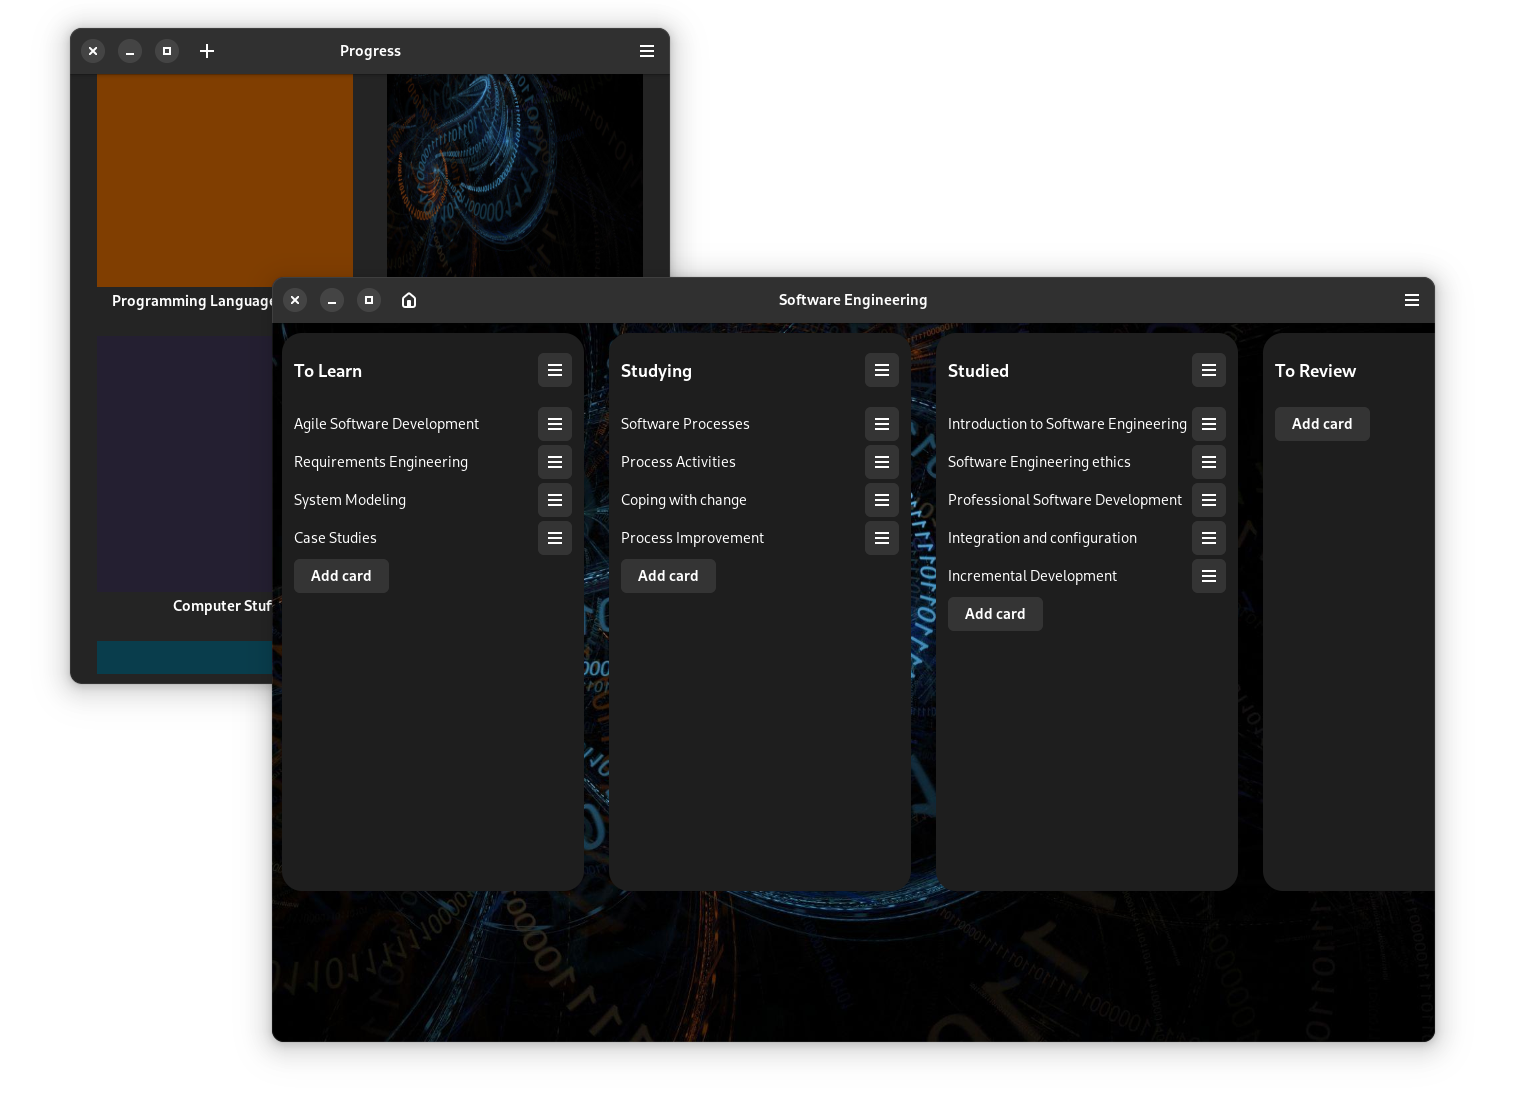 Progress
Programming Language
Computer Stuf
Software Engineering
To Learn
Agile Software Development
Requirements Engineering
System Modeling
Case Studies
Add card
Studying
Software Processes
Process Activities
Coping with change
Process Improvement
Add card
Studied
Introduction to Software Engineering
Software Engineering ethics
Professional Software Development
Integration and configuration
Incremental Development
Add card
To Review
Add card